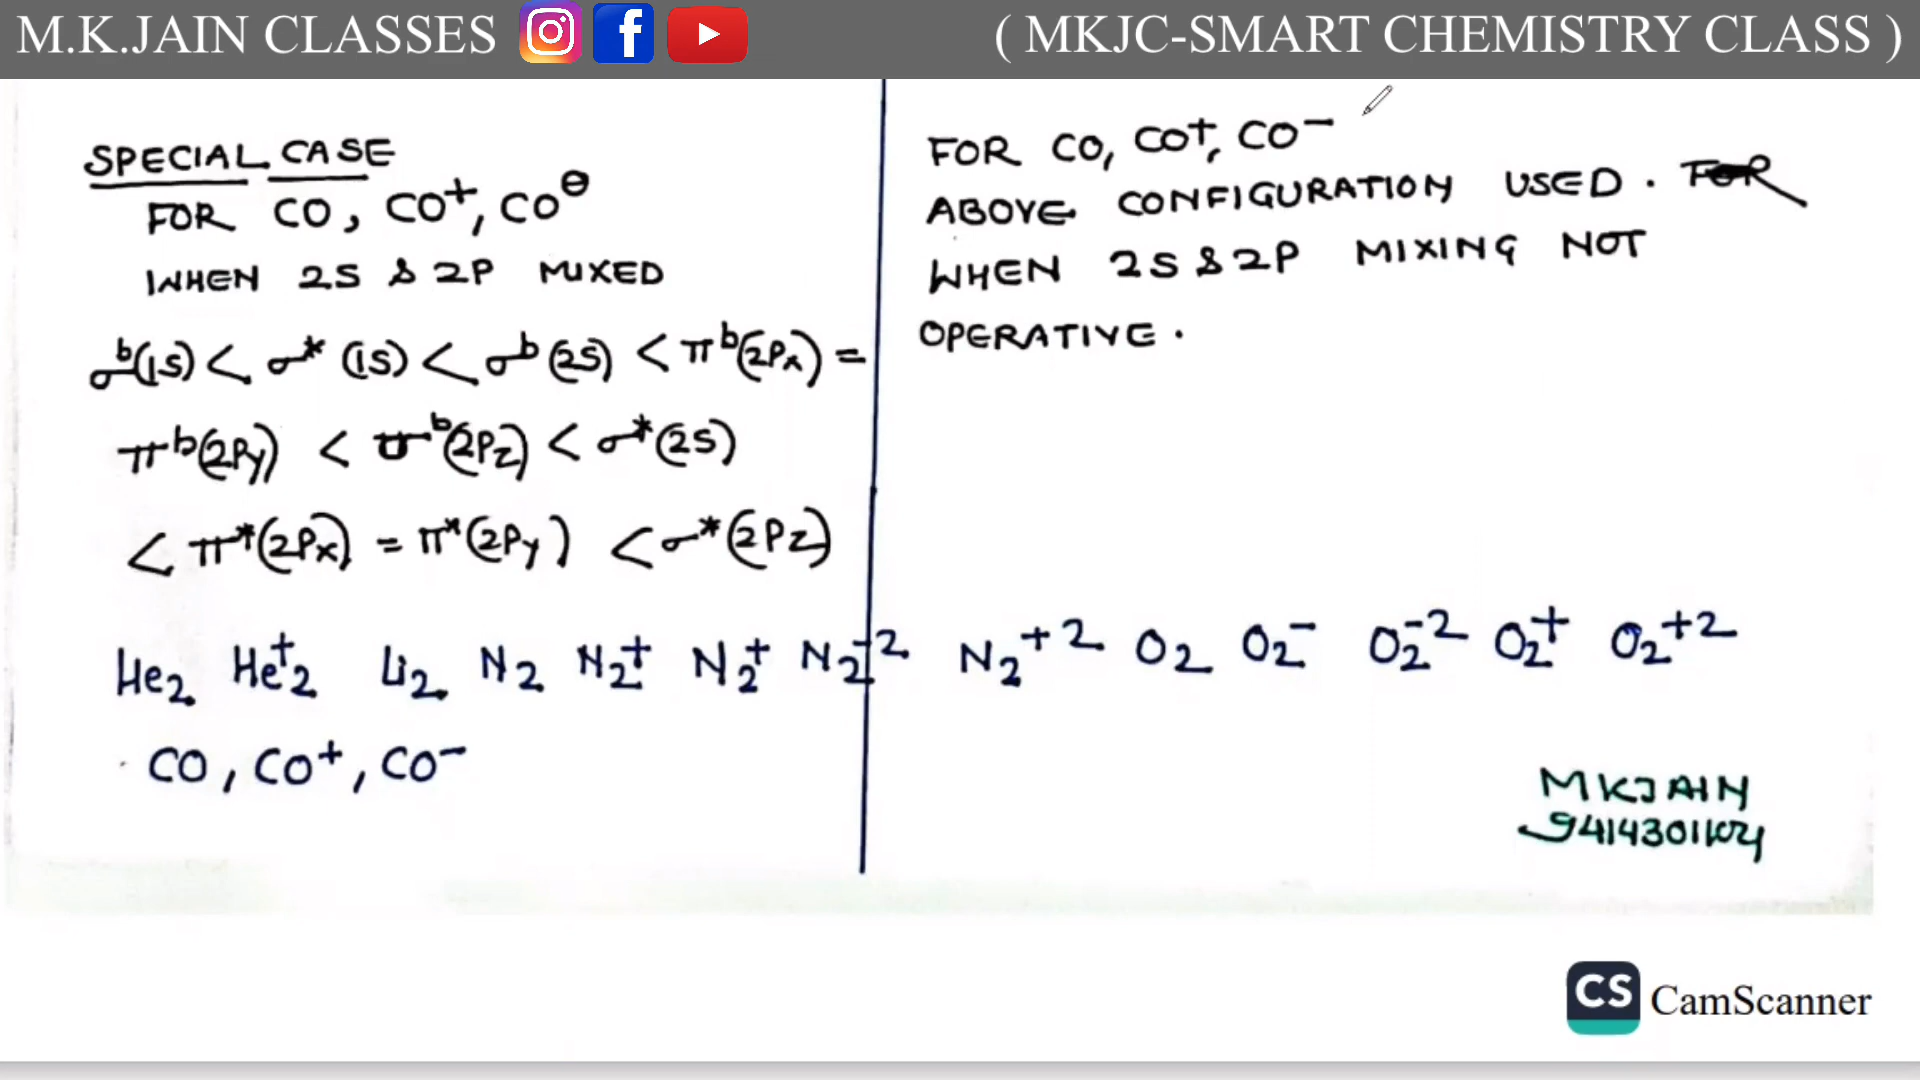 M.K.JAIN CLASSES
( MKJC-SMART CHEMISTRY CLASS )
SPECIAL CASE
FOR CO, CO⁺, CO⊖
WHEN 2S & 2P MIXED
σᵇ(1S) < σ* (1S) < σᵇ(2S) < πᵇ(2Px) =
πᵇ(2Py) < σᵇ(2Pz) < σ*(2S)
< π*(2Px) = π*(2Py) < σ*(2Pz)
FOR CO, CO⁺, CO⁻
ABOVE CONFIGURATION USED.
WHEN 2S & 2P MIXING NOT
OPERATIVE.
He₂ He₂⁺ Li₂ N₂ N₂⁺ N₂⁺ N₂⁻² N₂⁺² O₂ O₂⁻ O₂⁻² O₂⁺ O₂⁺²
CO, CO⁺, CO⁻
MKJAIN
CS CamScanner